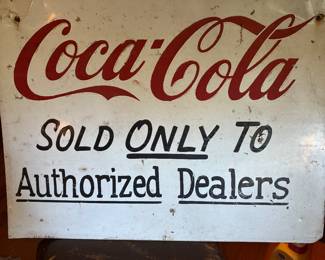 Coca-Cola
SOLD ONLY TO
Authorized Dealers